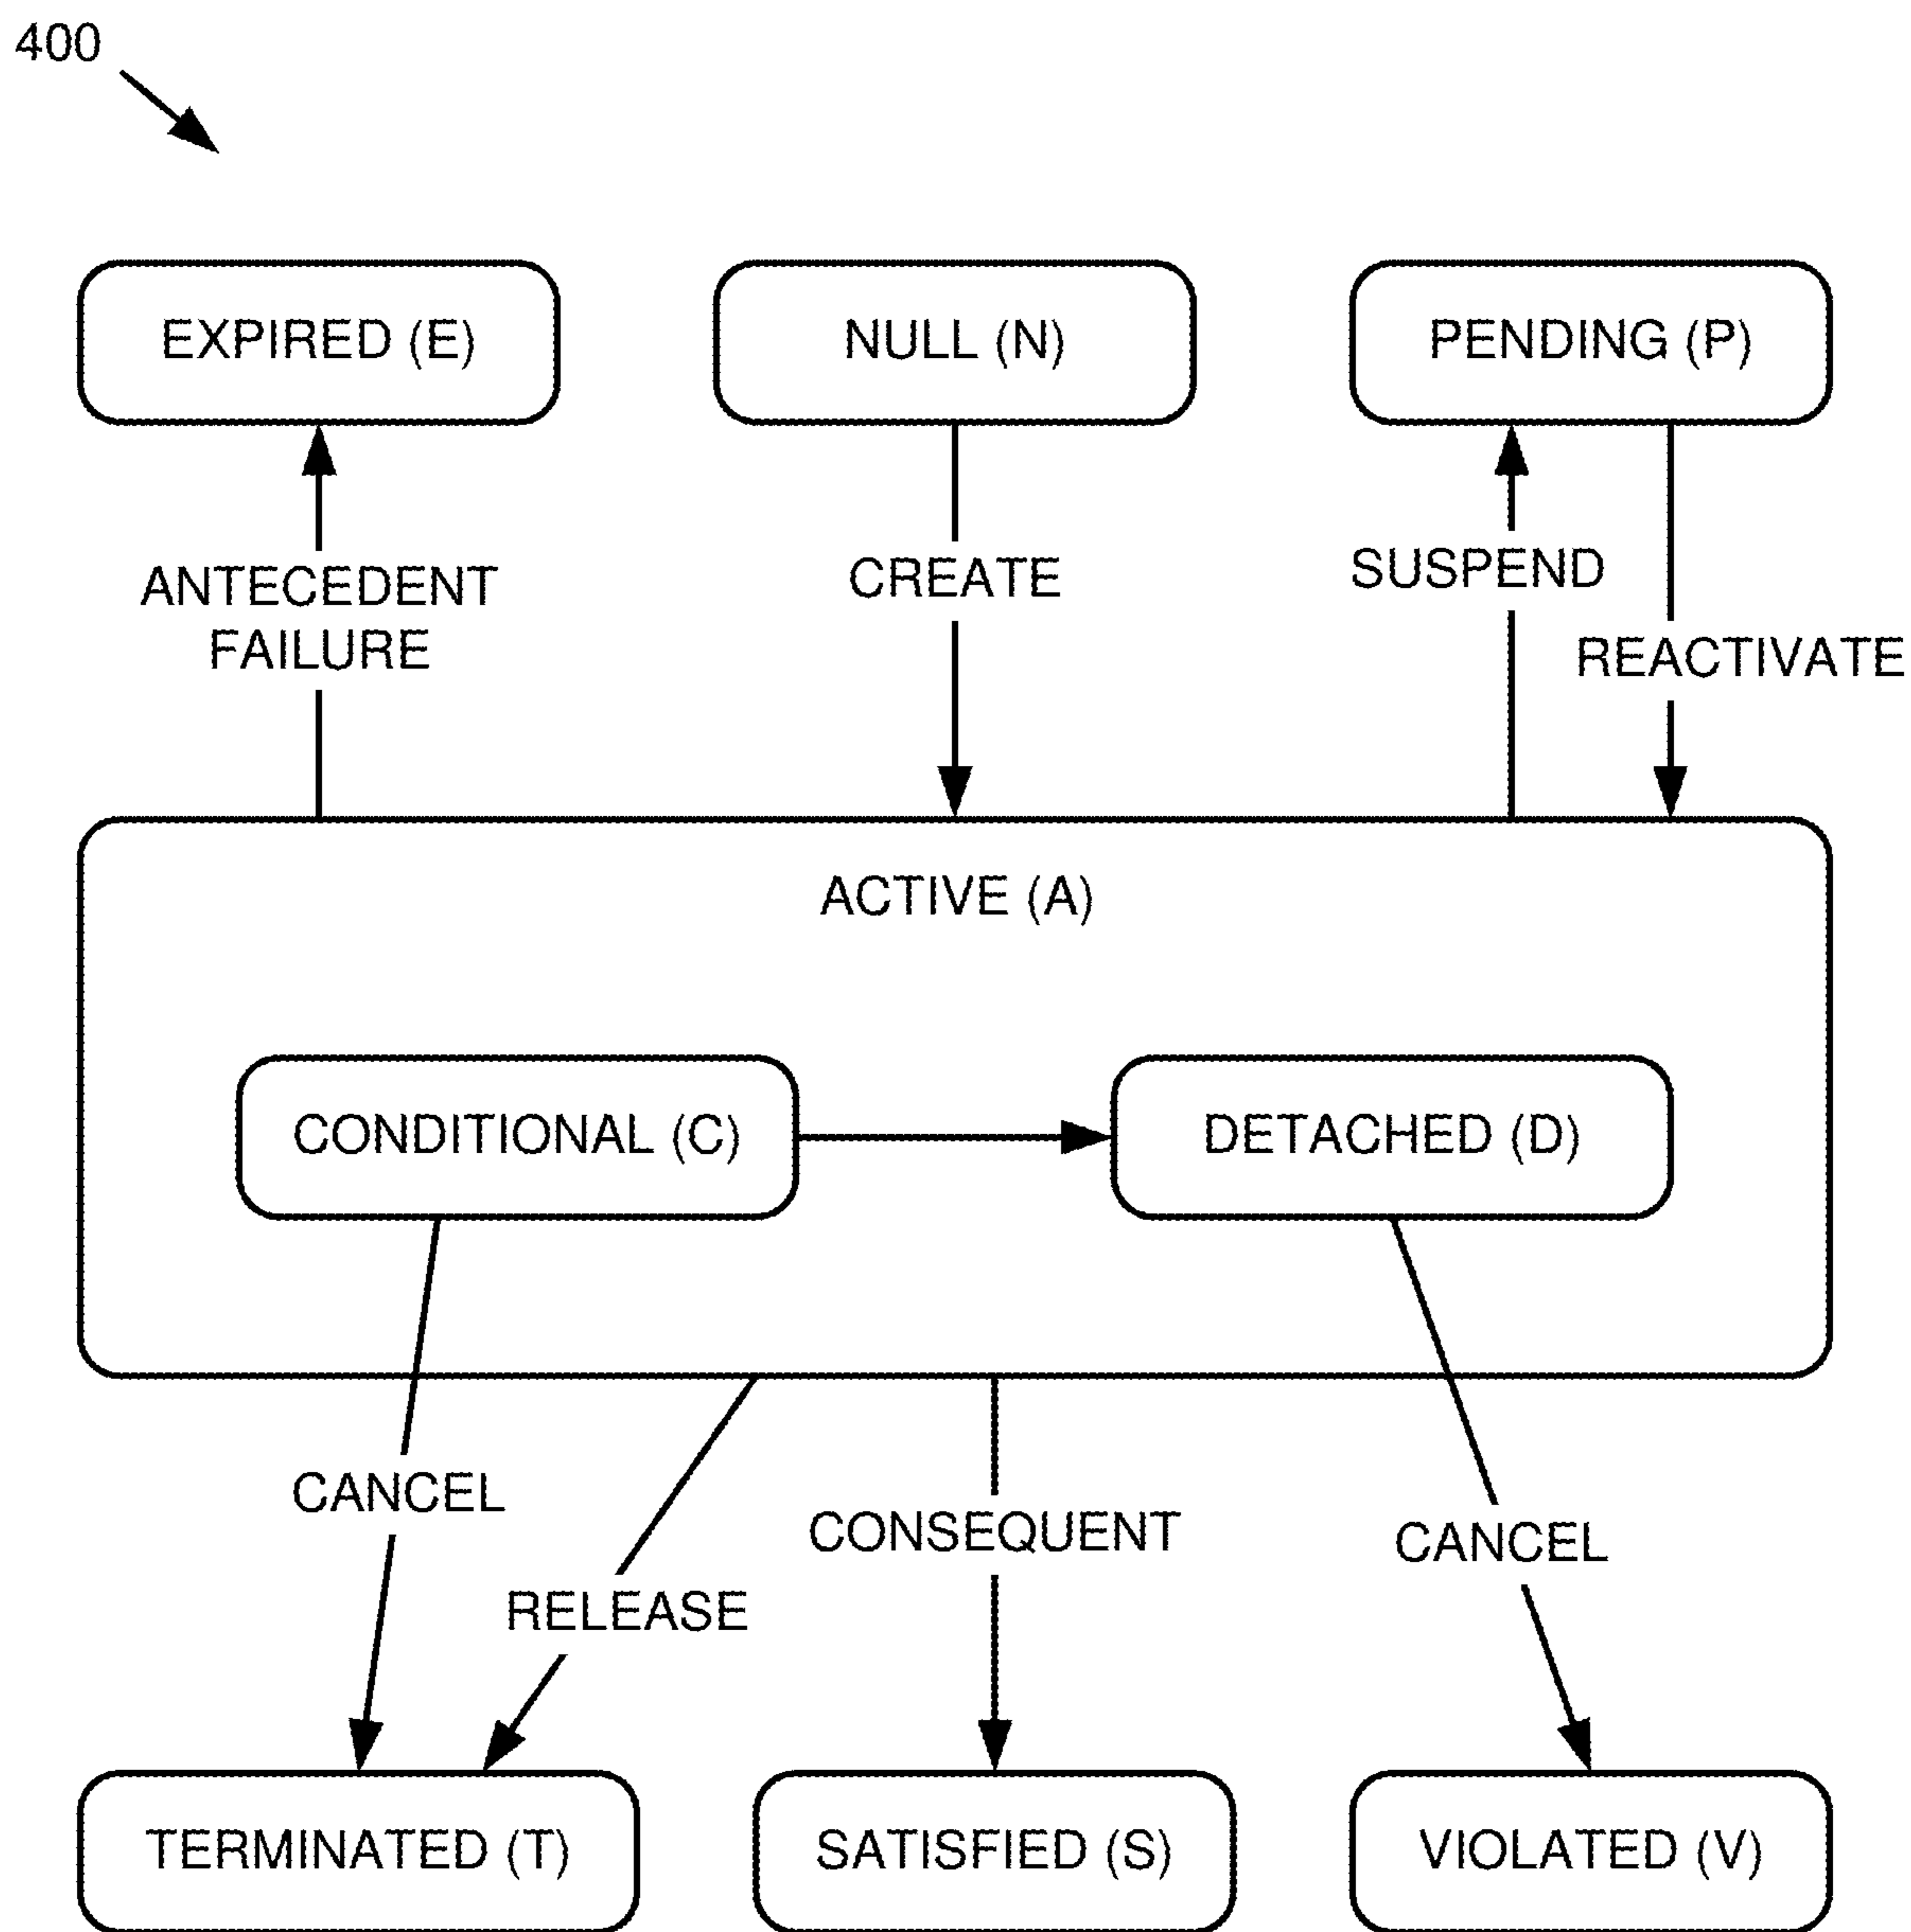 400
EXPIRED (E)
NULL (N)
PENDING (P)
ANTECEDENT
FAILURE
CREATE
SUSPEND
REACTIVATE
ACTIVE (A)
CONDITIONAL (C)
DETACHED (D)
CANCEL
RELEASE
CONSEQUENT
CANCEL
TERMINATED (T)
SATISFIED (S)
VIOLATED (V)